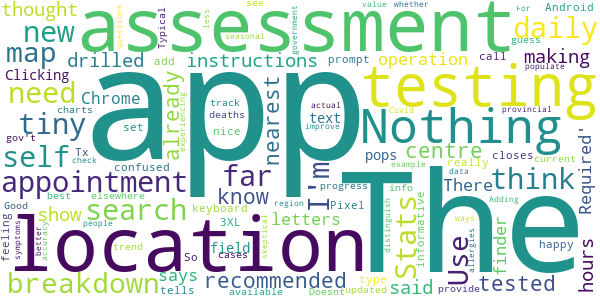 thought
new
map
drilled
Clicking
Chrome
need
tiny
self
appointment
search
show
feeling
breakdown
Good
best
elsewhere
says
confused
text
field
letters
keyboard
3XL
Pixel
So
cases
tells
available
region
trend
people
symptoms
better
accuracy
skeptical
Doesnt
updated
type
progress
deaths
track
actual
improve
pops
set
charts
gov't
Tx
check
nice
already
far
know
nearest
I'm
recommended
There
said
centre
Nothing
think
testing
daily
assessment
app
location
The
instructions
add
Typical
less
see
experiencing
seasonal
questions
government
prompt
operation
call
making
guess
Android
For
whether
value
populate
hours
Required'
closes
current
provincial
Covid
example
really
data
info
informative
Stats
Use
finder
tested
happy
allergies
ways
Adding
provide
distinguish